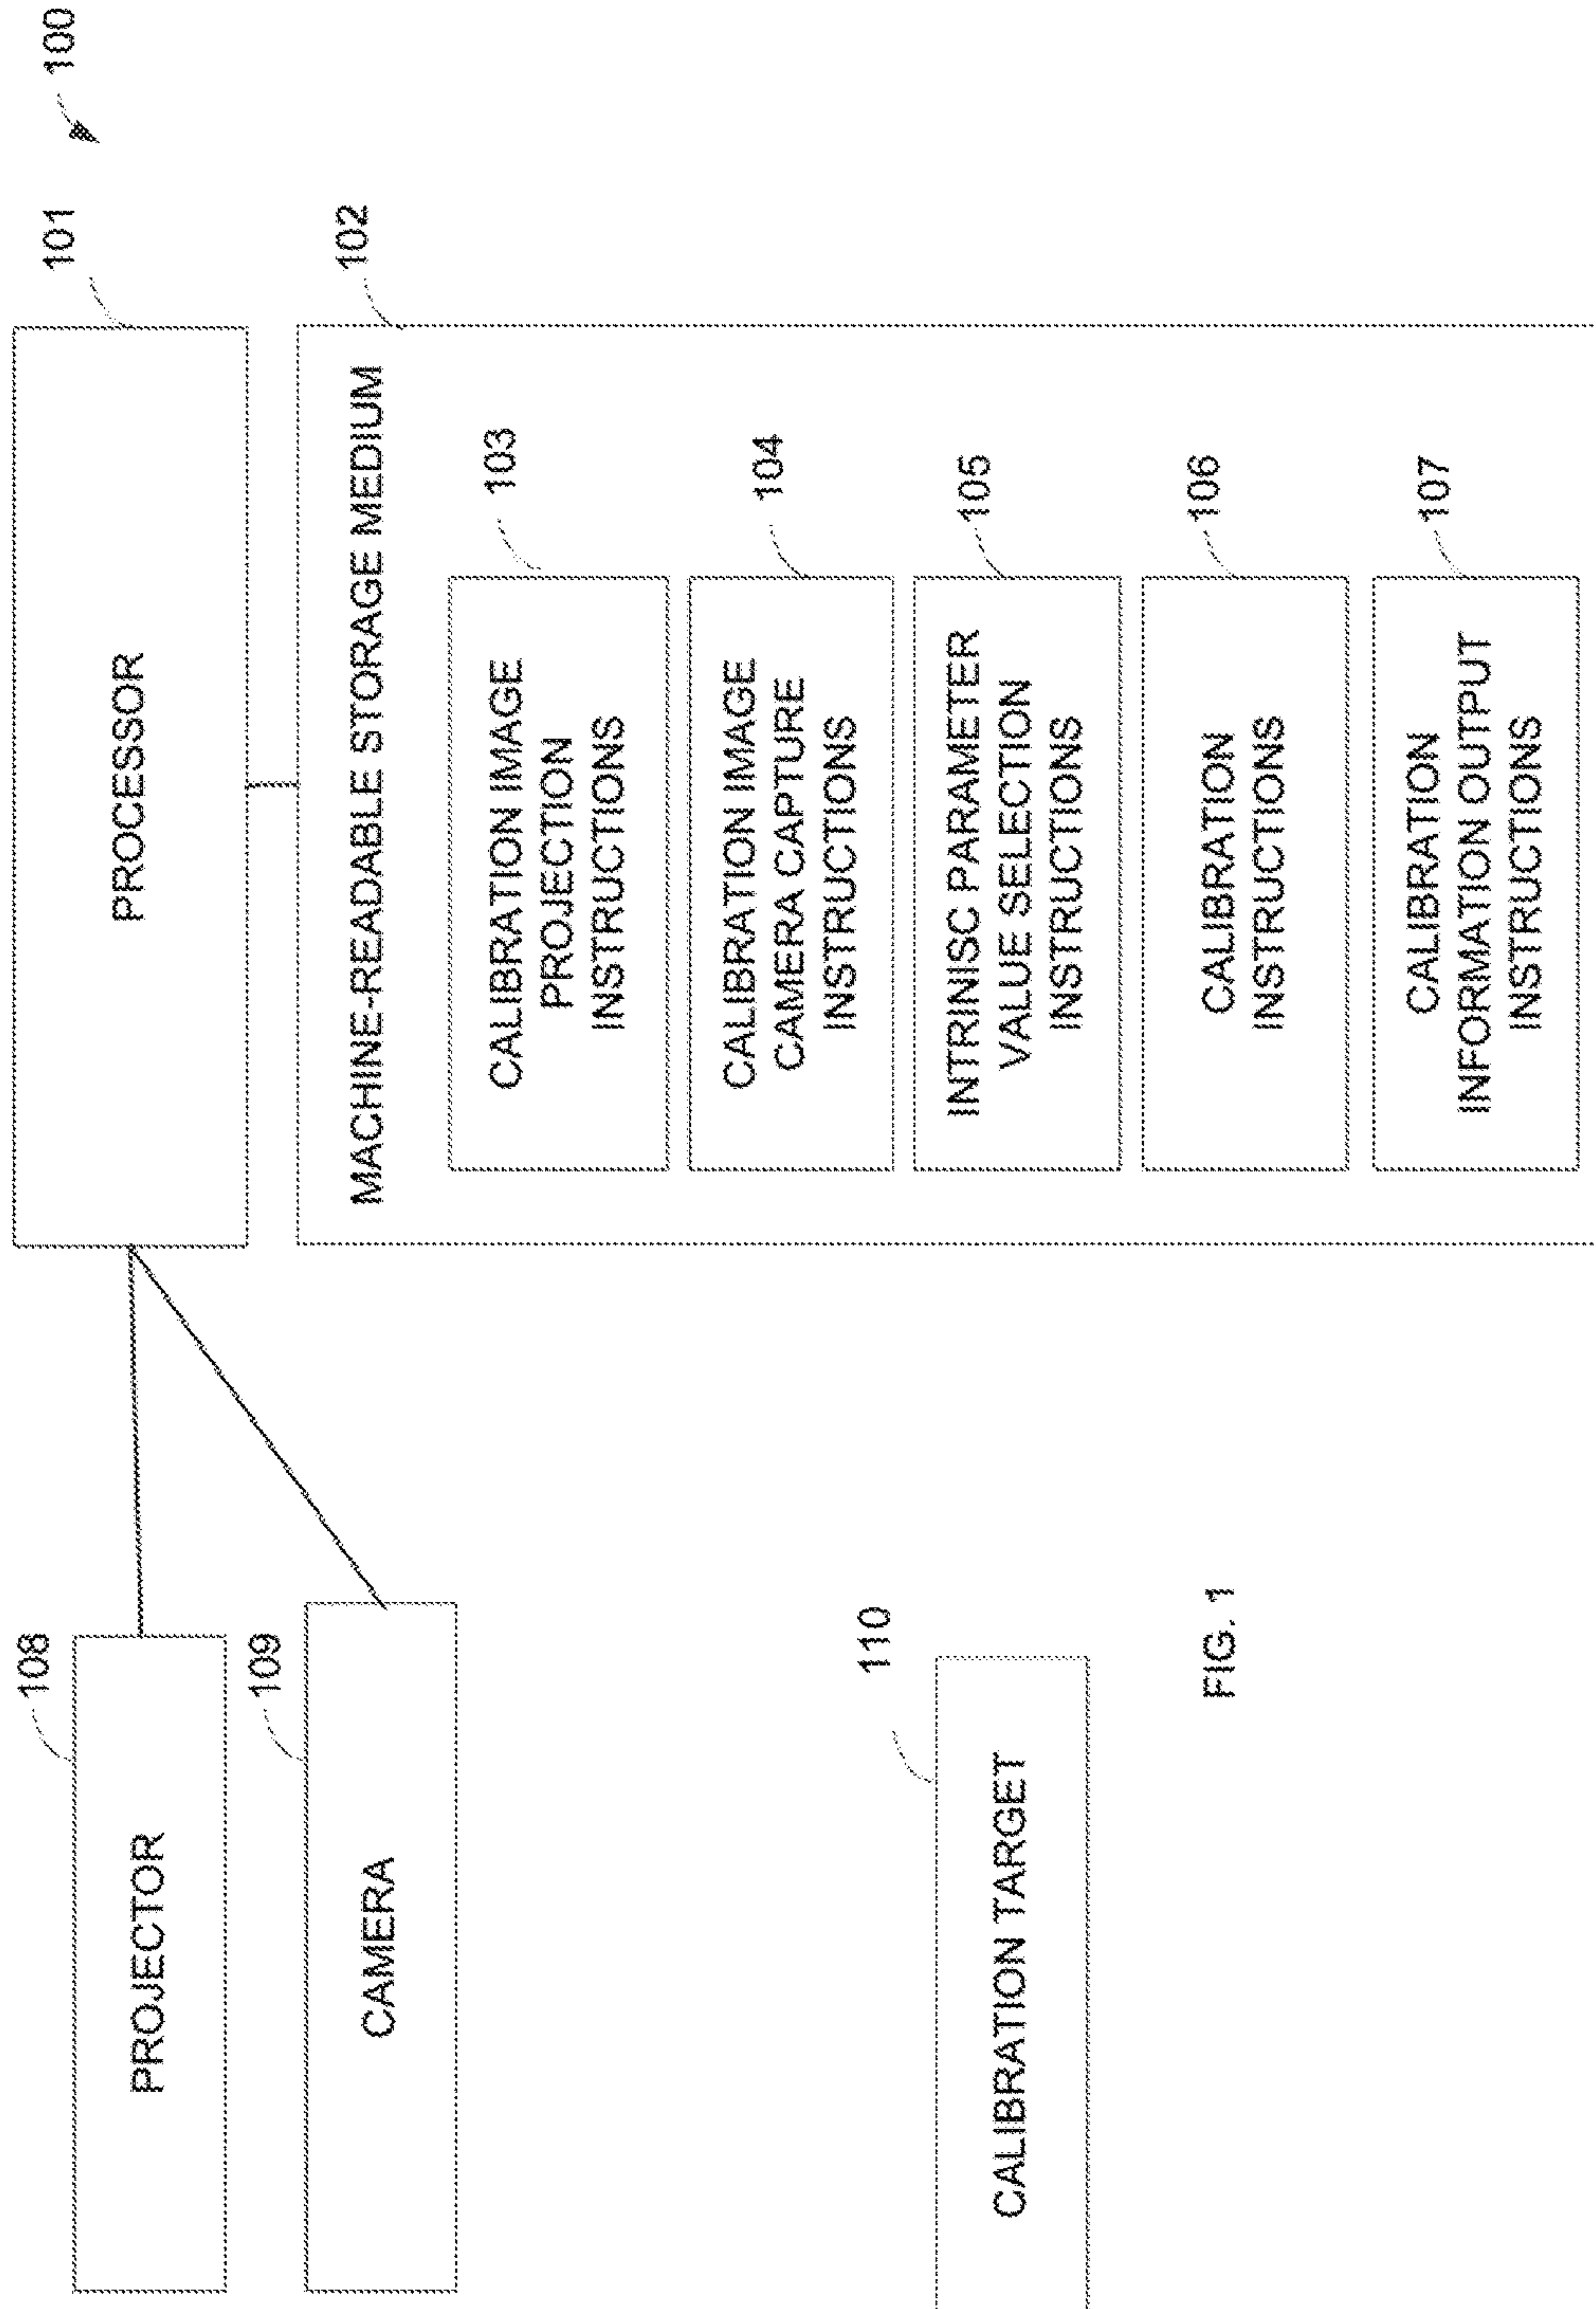 100
101
PROCESSOR
102
MACHINE-READABLE STORAGE MEDIUM
103
CALIBRATION IMAGE
PROJECTION
INSTRUCTIONS
104
CALIBRATION IMAGE
CAMERA CAPTURE
INSTRUCTIONS
105
INTRINISC PARAMETER
VALUE SELECTION
INSTRUCTIONS
106
CALIBRATION
INSTRUCTIONS
107
CALIBRATION
INFORMATION OUTPUT
INSTRUCTIONS
108
PROJECTOR
109
CAMERA
110
CALIBRATION TARGET
FIG. 1